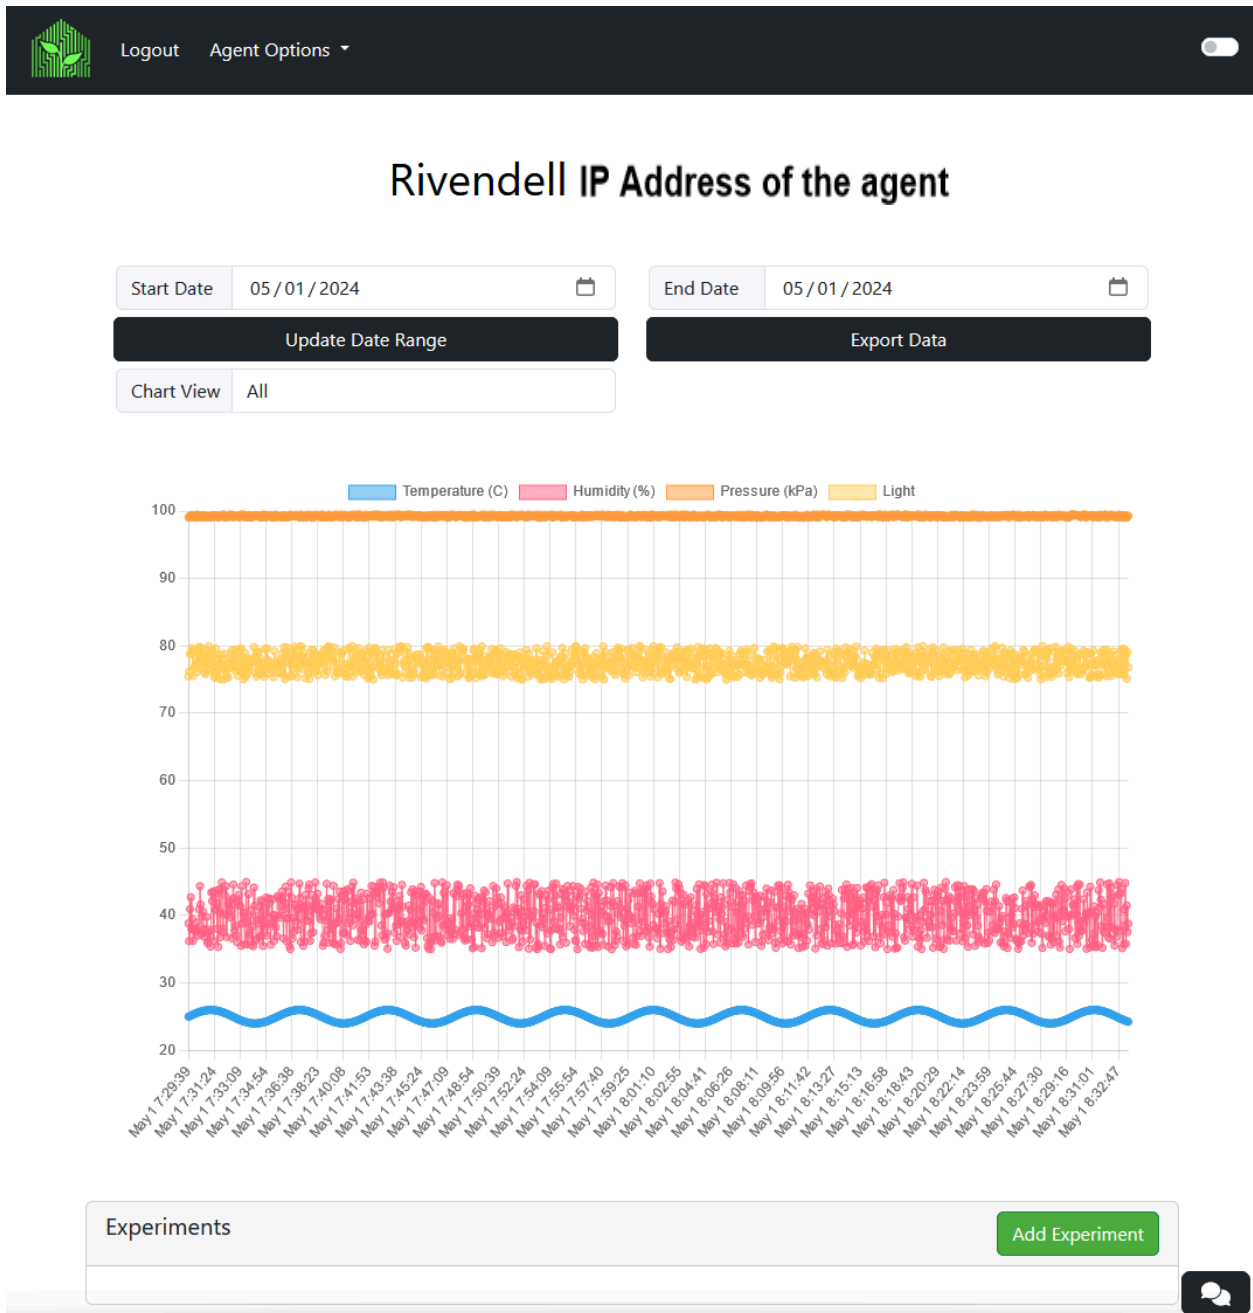 Logout Agent Options
Rivendell IP Address of the agent
Start Date 05/01/2024 End Date 05/01/2024
Update Date Range Export Data
Chart View All
Temperature (C) Humidity (%) Pressure (kPa) Light
100
90
80
70
60
50
40
30
20
May 1 7:29:39 May 1 7:31:24 May 1 7:33:09 May 1 7:34:54 May 1 7:36:38 May 1 7:38:23 May 1 7:40:08 May 1 7:41:53 May 1 7:43:38 May 1 7:45:24 May 1 7:47:09 May 1 7:48:54 May 1 7:50:39 May 1 7:52:24 May 1 7:54:09 May 1 7:55:54 May 1 7:57:40 May 1 7:59:25 May 1 8:01:10 May 1 8:02:55 May 1 8:04:41 May 1 8:06:26 May 1 8:08:11 May 1 8:09:56 May 1 8:11:42 May 1 8:13:27 May 1 8:15:13 May 1 8:16:58 May 1 8:18:43 May 1 8:20:29 May 1 8:22:14 May 1 8:23:59 May 1 8:25:44 May 1 8:27:30 May 1 8:29:16 May 1 8:31:01 May 1 8:32:47
Experiments Add Experiment